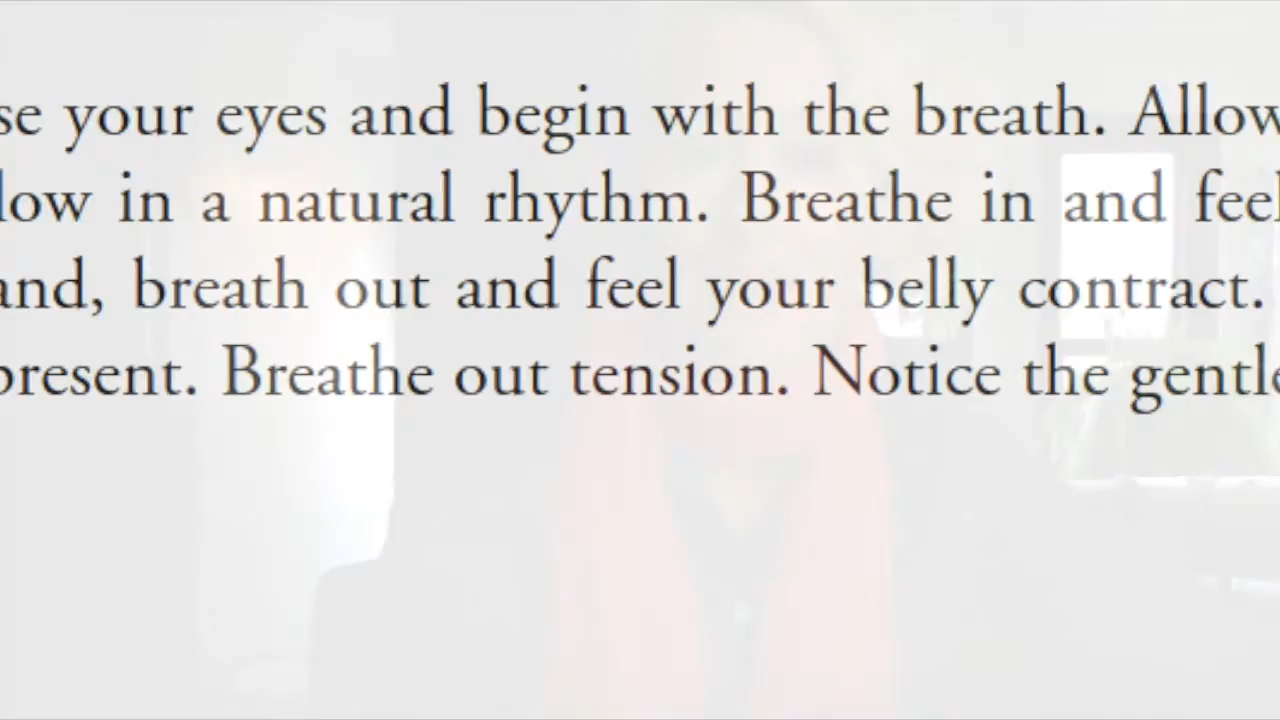 se your eyes and begin with the breath. Allow
low in a natural rhythm. Breathe in and feel
and, breath out and feel your belly contract.
present. Breathe out tension. Notice the gentle